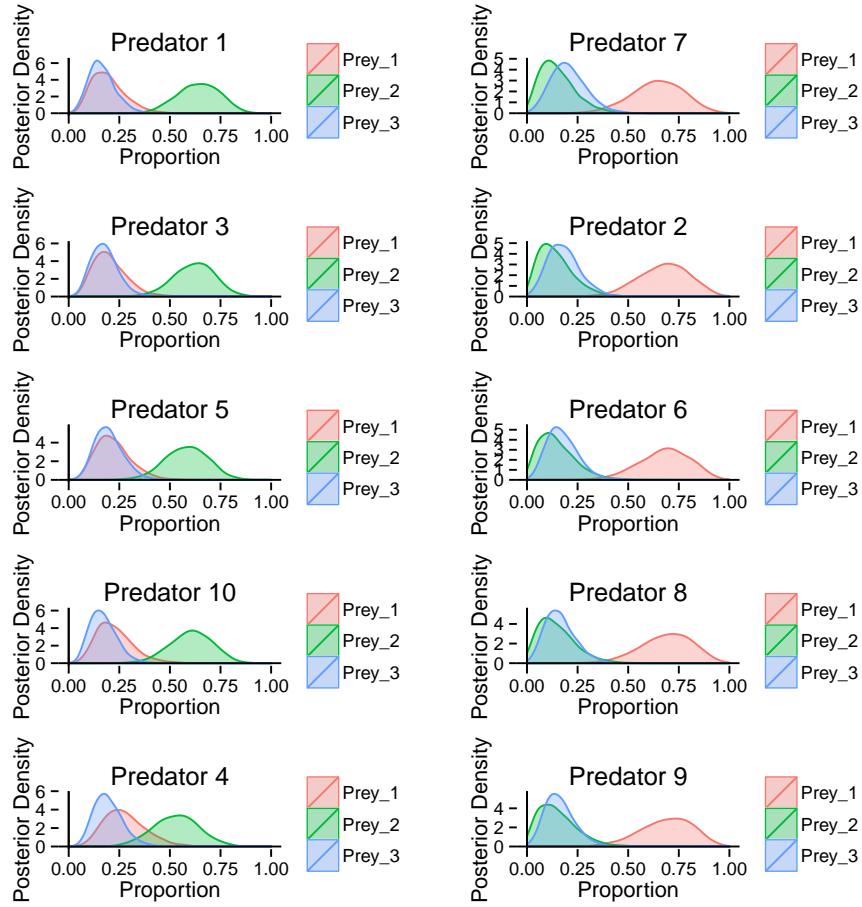 Predator 1
Posterior Density
6
4
2
0
0.00 0.25 0.50 0.75 1.00
Proportion
Prey_1
Prey_2
Prey_3
Predator 7
Posterior Density
5
4
3
2
1
0
0.00 0.25 0.50 0.75 1.00
Proportion
Prey_1
Prey_2
Prey_3
Predator 3
Posterior Density
6
4
2
0
0.00 0.25 0.50 0.75 1.00
Proportion
Prey_1
Prey_2
Prey_3
Predator 2
Posterior Density
5
4
3
2
1
0
0.00 0.25 0.50 0.75 1.00
Proportion
Prey_1
Prey_2
Prey_3
Predator 5
Posterior Density
4
2
0
0.00 0.25 0.50 0.75 1.00
Proportion
Prey_1
Prey_2
Prey_3
Predator 6
Posterior Density
5
4
3
2
1
0
0.00 0.25 0.50 0.75 1.00
Proportion
Prey_1
Prey_2
Prey_3
Predator 10
Posterior Density
6
4
2
0
0.00 0.25 0.50 0.75 1.00
Proportion
Prey_1
Prey_2
Prey_3
Predator 8
Posterior Density
4
2
0
0.00 0.25 0.50 0.75 1.00
Proportion
Prey_1
Prey_2
Prey_3
Predator 4
Posterior Density
6
4
2
0
0.00 0.25 0.50 0.75 1.00
Proportion
Prey_1
Prey_2
Prey_3
Predator 9
Posterior Density
4
2
0
0.00 0.25 0.50 0.75 1.00
Proportion
Prey_1
Prey_2
Prey_3